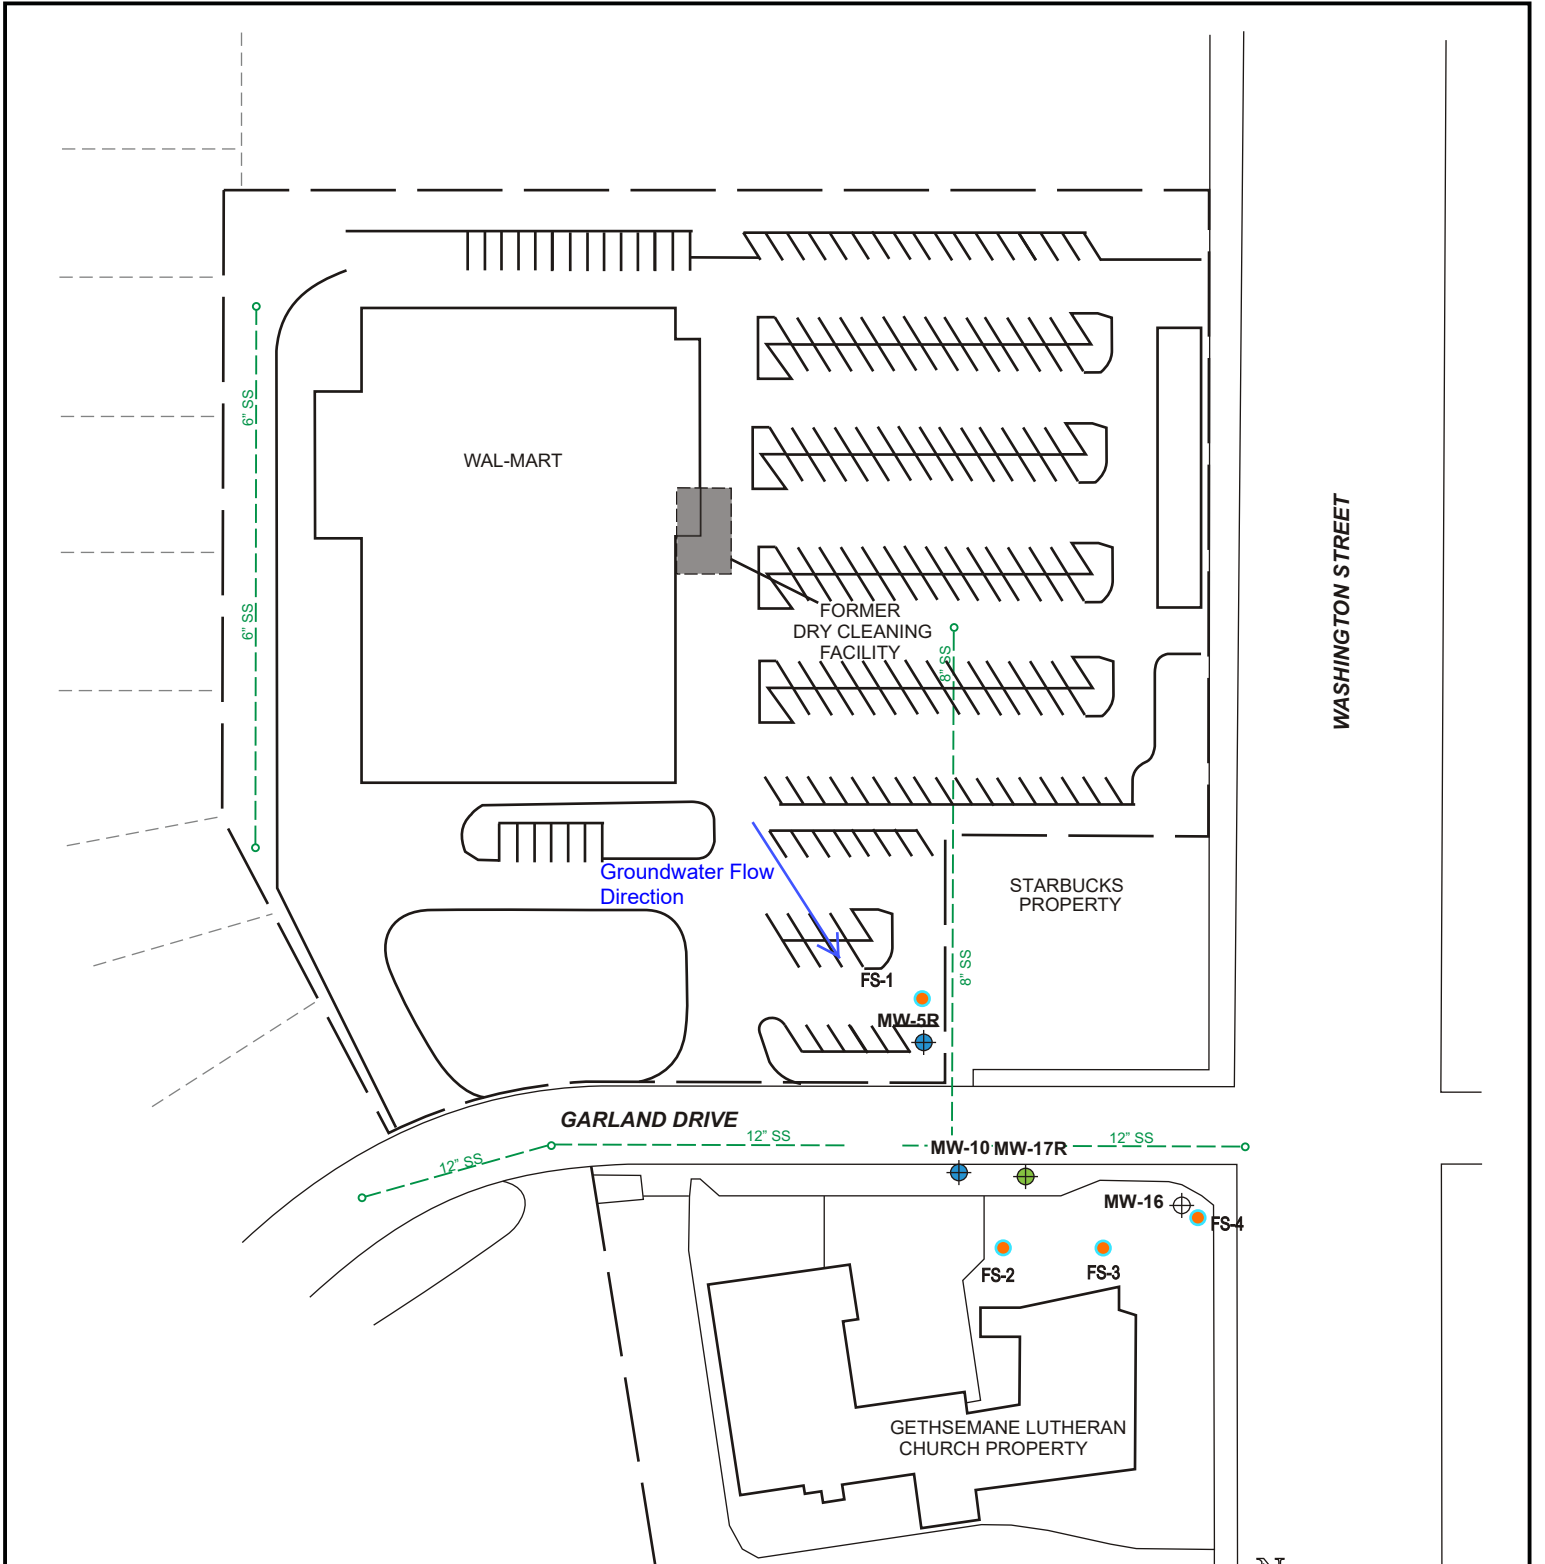 6" SS
WAL-MART
WASHINGTON STREET
FORMER
DRY CLEANING
FACILITY
6" SS
8" SS
Groundwater Flow
Direction
STARBUCKS
PROPERTY
FS-1
8" SS
MW-5R
GARLAND DRIVE
12" SS
12" SS
12" SS
MW-10
MW-17R
MW-16
FS-4
FS-2
FS-3
GETHSEMANE LUTHERAN
CHURCH PROPERTY